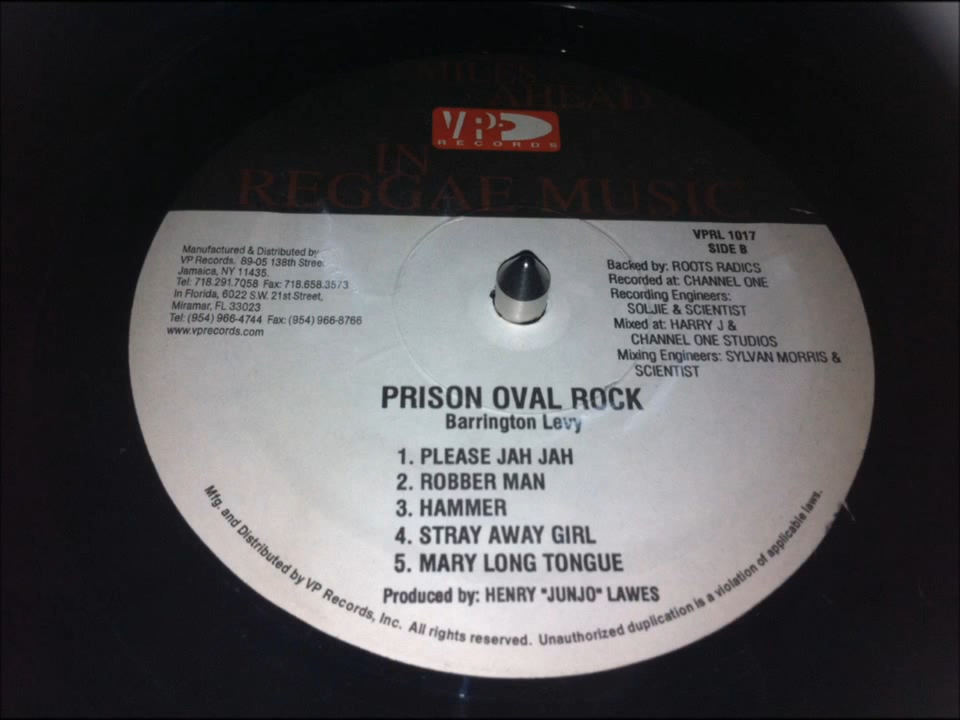 MILES
AHEAD
VP
RECORDS
IN
REGGAE MUSIC
VPRL 1017
SIDE B
Manufactured & Distributed by
VP Records. 89-05 138th Street
Jamaica, NY 11435.
Tel: 718.291.7058 Fax: 718.658.3573
In Florida, 6022 S.W. 21st Street,
Miramar, FL 33023
Tel: (954) 966-4744 Fax: (954) 966-8766
www.vprecords.com
Backed by: ROOTS RADICS
Recorded at: CHANNEL ONE
Recording Engineers:
SOLJIE & SCIENTIST
Mixed at: HARRY J &
CHANNEL ONE STUDIOS
Mixing Engineers: SYLVAN MORRIS &
SCIENTIST
PRISON OVAL ROCK
Barrington Levy
1. PLEASE JAH JAH
2. ROBBER MAN
3. HAMMER
4. STRAY AWAY GIRL
5. MARY LONG TONGUE
Produced by: HENRY "JUNJO" LAWES
Mfg. and Distributed by VP Records, Inc. All rights reserved. Unauthorized duplication is a violation of applicable laws.